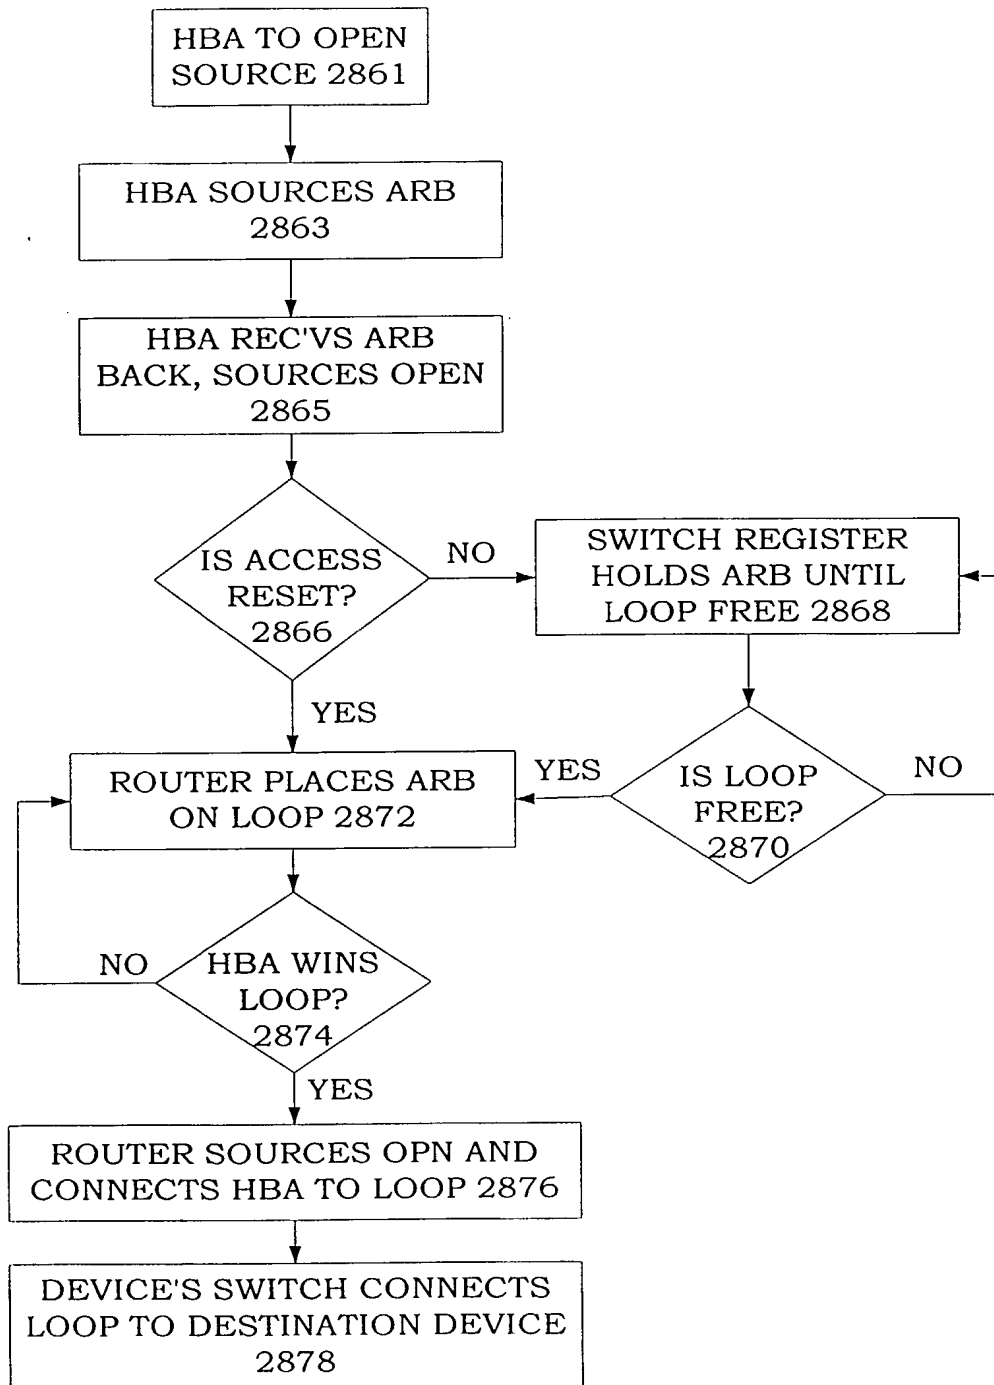 HBA TO OPEN
SOURCE 2861
HBA SOURCES ARB
2863
HBA REC'VS ARB
BACK, SOURCES OPEN
2865
IS ACCESS
RESET?
2866
NO
SWITCH REGISTER
HOLDS ARB UNTIL
LOOP FREE 2868
YES
ROUTER PLACES ARB
ON LOOP 2872
YES
IS LOOP
FREE?
2870
NO
NO
HBA WINS
LOOP?
2874
YES
ROUTER SOURCES OPN AND
CONNECTS HBA TO LOOP 2876
DEVICE'S SWITCH CONNECTS
LOOP TO DESTINATION DEVICE
2878